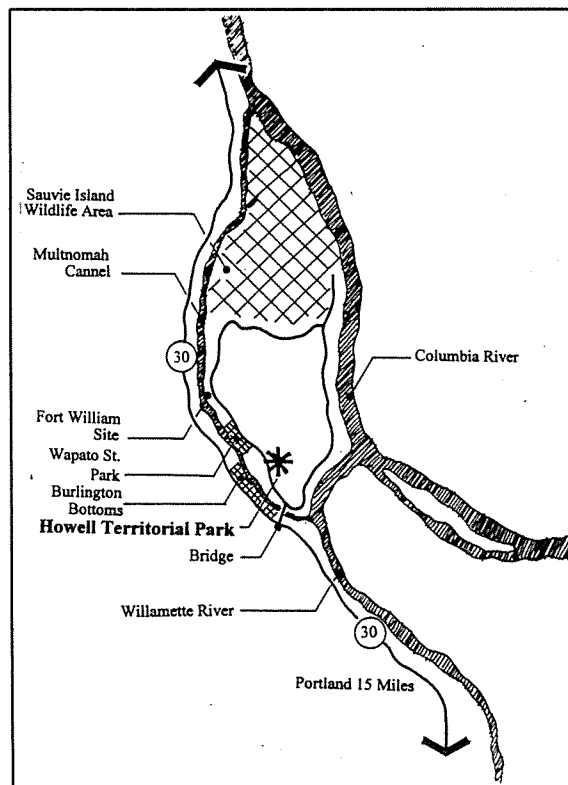 Sauvie Island
Wildlife Area
Multnomah
Cannel
30
Columbia River
Fort William
Site
Wapato St.
Park
Burlington
Bottoms
Howell Territorial Park
Bridge
Willamette River
30
Portland 15 Miles